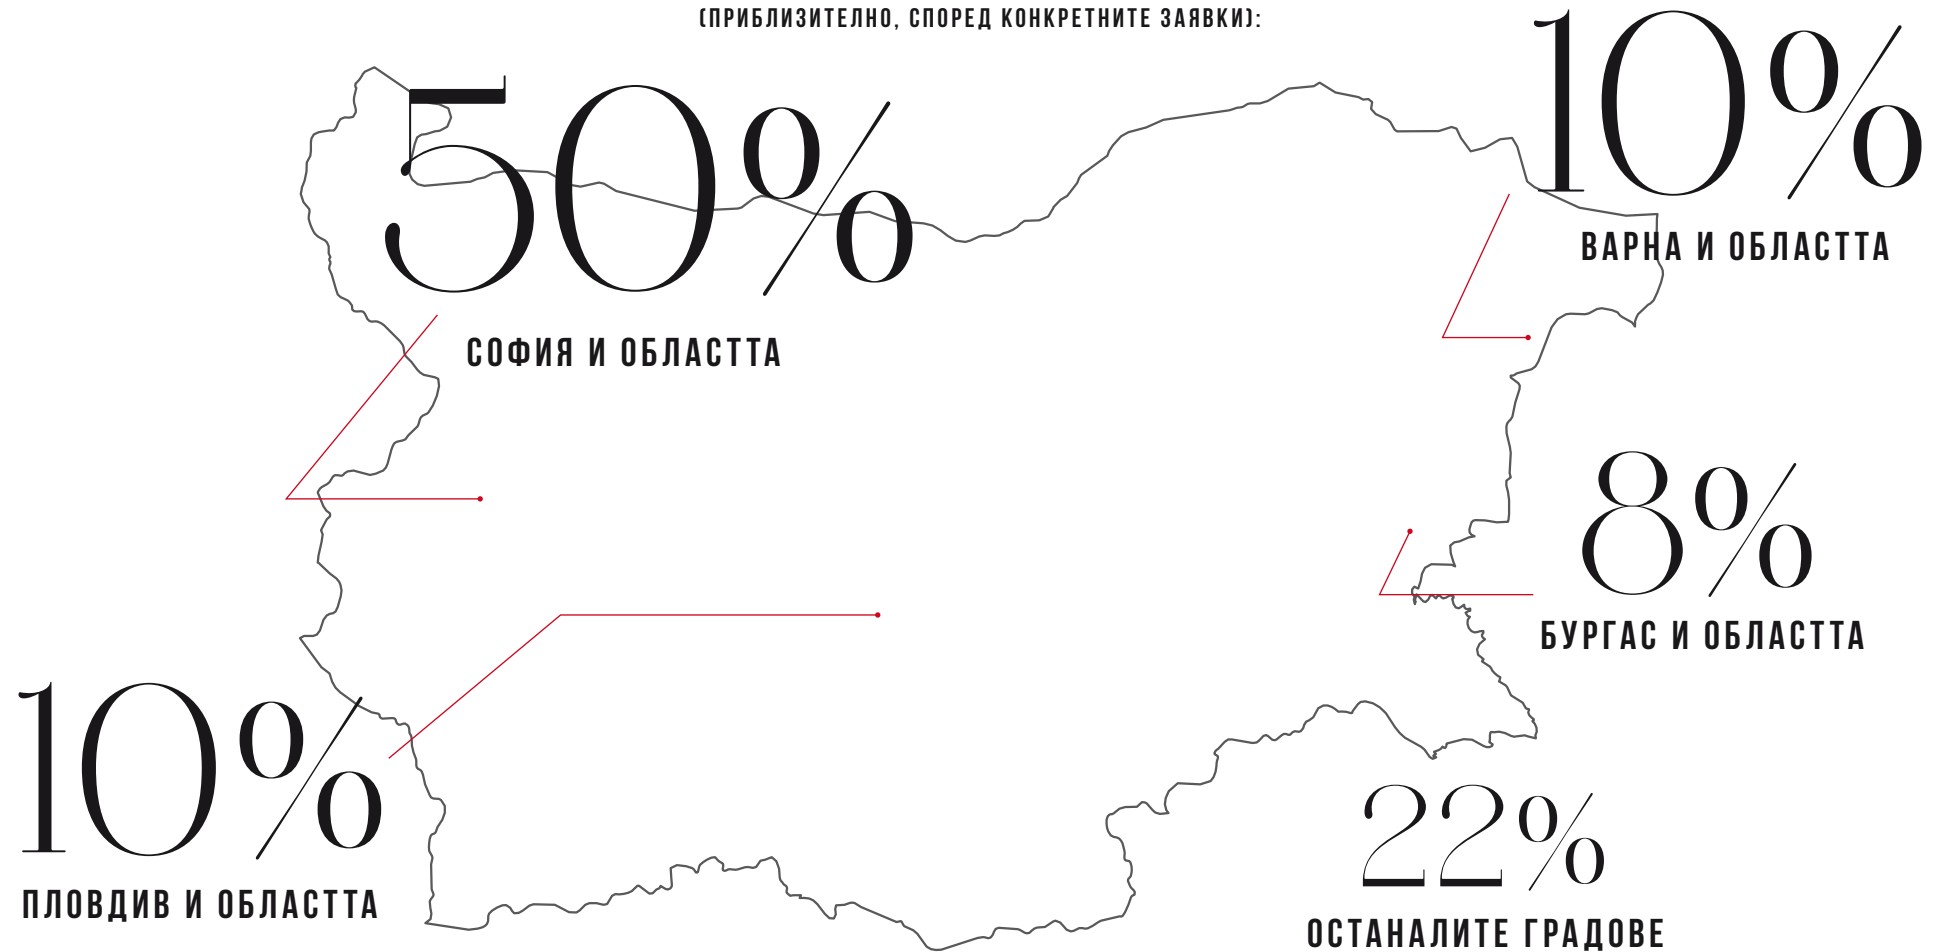 (ПРИБЛИЗИТЕЛНО, СПОРЕД КОНКРЕТНИТЕ ЗАЯВКИ):
50%
СОФИЯ И ОБЛАСТТА
10%
ВАРНА И ОБЛАСТТА
8%
БУРГАС И ОБЛАСТТА
10%
ПЛОВДИВ И ОБЛАСТТА
22%
ОСТАНАЛИТЕ ГРАДОВЕ